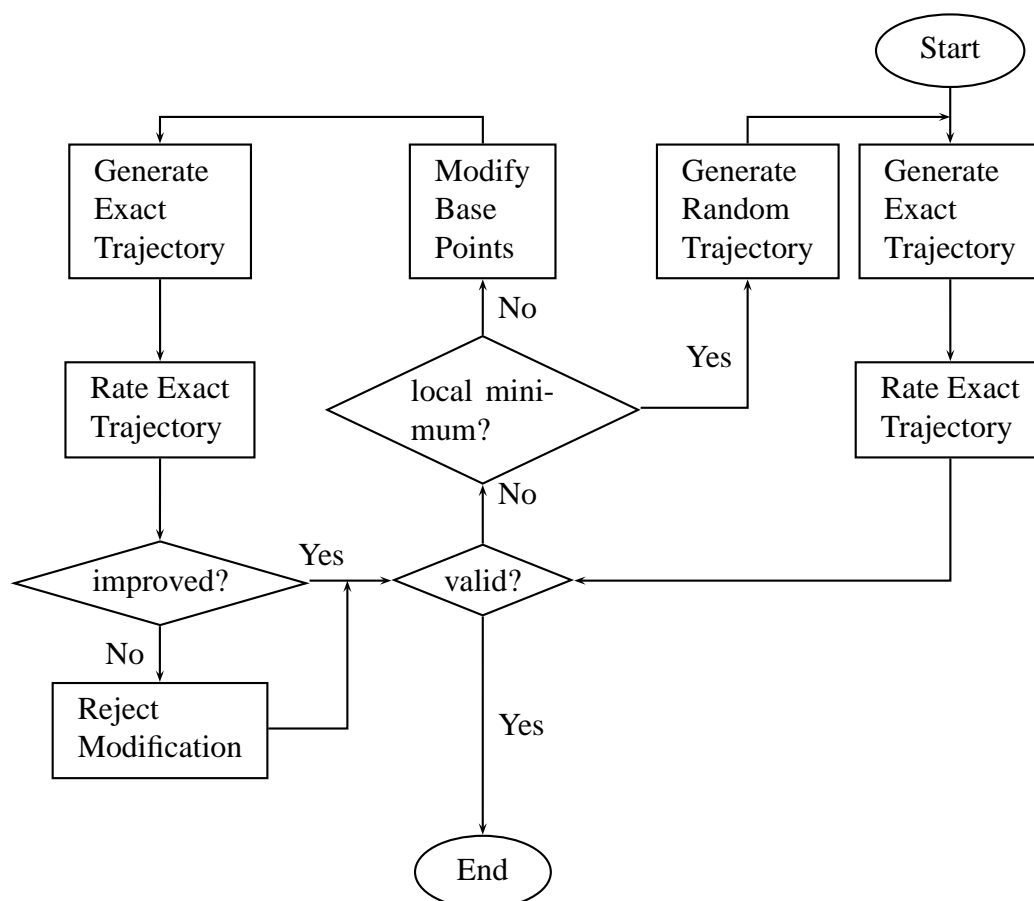 Start
Generate
Exact
Trajectory
Modify
Base
Points
Generate
Random
Trajectory
Generate
Exact
Trajectory
No
Yes
Rate Exact
Trajectory
local mini-
mum?
Rate Exact
Trajectory
No
Yes
improved?
valid?
No
Reject
Modification
Yes
End